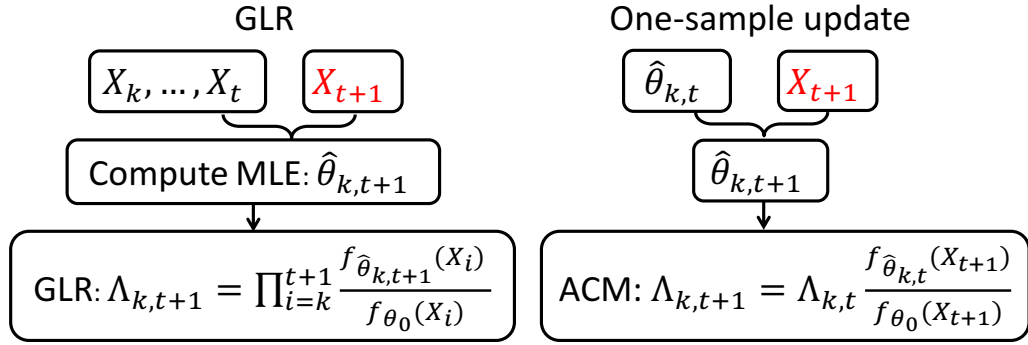 GLR
X_k, …, X_t
X_{t+1}
Compute MLE: θ̂_{k,t+1}
GLR: Λ_{k,t+1} = ∏_{i=k}^{t+1} f_{θ̂_{k,t+1}}(X_i) / f_{θ_0}(X_i)
One-sample update
θ̂_{k,t}
X_{t+1}
θ̂_{k,t+1}
ACM: Λ_{k,t+1} = Λ_{k,t} f_{θ̂_{k,t}}(X_{t+1}) / f_{θ_0}(X_{t+1})